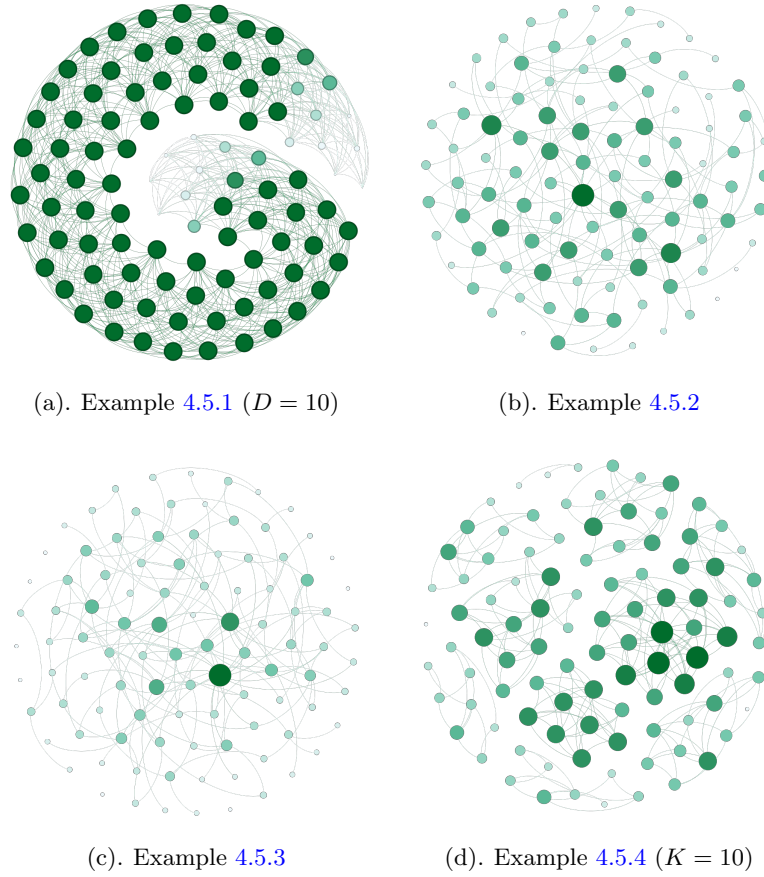 (a). Example 4.5.1 (D = 10)
(b). Example 4.5.2
(c). Example 4.5.3
(d). Example 4.5.4 (K = 10)